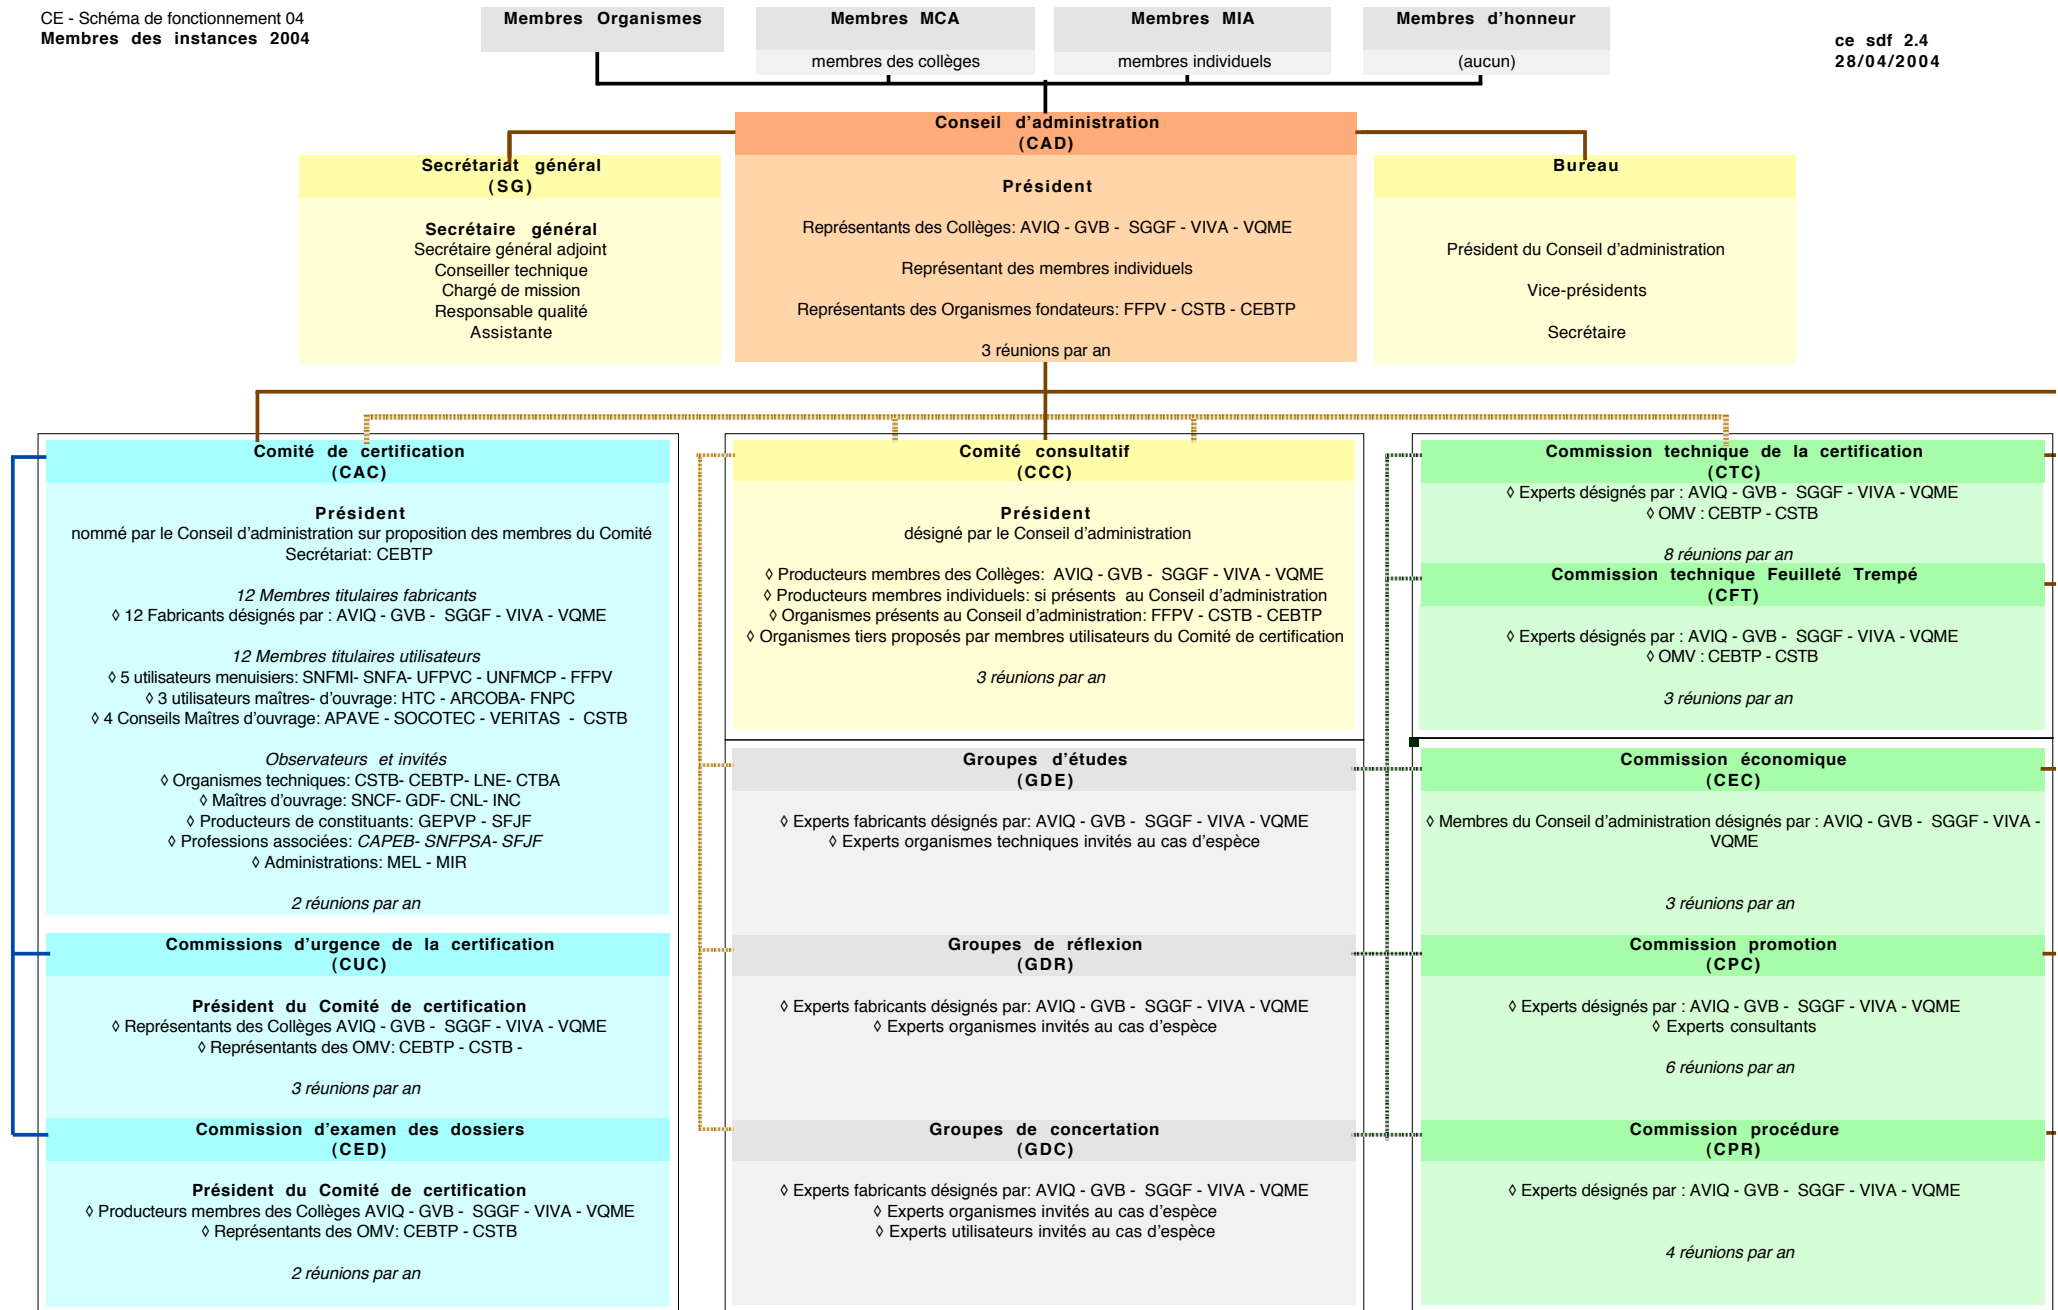 CE - Schéma de fonctionnement 04
Membres des instances 2004
Membres Organismes
Membres MCA
membres des collèges
Membres MIA
membres individuels
Membres d'honneur
(aucun)
ce sdf 2.4
28/04/2004
Conseil d'administration
(CAD)
Président
Représentants des Collèges: AVIQ - GVB - SGGF - VIVA - VQME
Représentant des membres individuels
Représentants des Organismes fondateurs: FFPV - CSTB - CEBTP
3 réunions par an
Secrétariat général
(SG)
Secrétaire général
Secrétaire général adjoint
Conseiller technique
Chargé de mission
Responsable qualité
Assistante
Bureau
Président du Conseil d'administration
Vice-présidents
Secrétaire
Comité de certification
(CAC)
Président
nommé par le Conseil d'administration sur proposition des membres du Comité
Secrétariat: CEBTP
12 Membres titulaires fabricants
◊ 12 Fabricants désignés par : AVIQ - GVB - SGGF - VIVA - VQME
12 Membres titulaires utilisateurs
◊ 5 utilisateurs menuisiers: SNFMI- SNFA- UFPVC - UNFMCP - FFPV
◊ 3 utilisateurs maîtres- d'ouvrage: HTC - ARCOBA- FNPC
◊ 4 Conseils Maîtres d'ouvrage: APAVE - SOCOTEC - VERITAS - CSTB
Observateurs et invités
◊ Organismes techniques: CSTB- CEBTP- LNE- CTBA
◊ Maîtres d'ouvrage: SNCF- GDF- CNL- INC
◊ Producteurs de constituants: GEPVP - SFJF
◊ Professions associées: CAPEB- SNFPSA- SFJF
◊ Administrations: MEL - MIR
2 réunions par an
Commissions d'urgence de la certification
(CUC)
Président du Comité de certification
◊ Représentants des Collèges AVIQ - GVB - SGGF - VIVA - VQME
◊ Représentants des OMV: CEBTP - CSTB -
3 réunions par an
Commission d'examen des dossiers
(CED)
Président du Comité de certification
◊ Producteurs membres des Collèges AVIQ - GVB - SGGF - VIVA - VQME
◊ Représentants des OMV: CEBTP - CSTB
2 réunions par an
Comité consultatif
(CCC)
Président
désigné par le Conseil d'administration
◊ Producteurs membres des Collèges: AVIQ - GVB - SGGF - VIVA - VQME
◊ Producteurs membres individuels: si présents au Conseil d'administration
◊ Organismes présents au Conseil d'administration: FFPV - CSTB - CEBTP
◊ Organismes tiers proposés par membres utilisateurs du Comité de certification
3 réunions par an
Groupes d'études
(GDE)
◊ Experts fabricants désignés par: AVIQ - GVB - SGGF - VIVA - VQME
◊ Experts organismes techniques invités au cas d'espèce
Groupes de réflexion
(GDR)
◊ Experts fabricants désignés par: AVIQ - GVB - SGGF - VIVA - VQME
◊ Experts organismes invités au cas d'espèce
Groupes de concertation
(GDC)
◊ Experts fabricants désignés par: AVIQ - GVB - SGGF - VIVA - VQME
◊ Experts organismes invités au cas d'espèce
◊ Experts utilisateurs invités au cas d'espèce
Commission technique de la certification
(CTC)
◊ Experts désignés par : AVIQ - GVB - SGGF - VIVA - VQME
◊ OMV : CEBTP - CSTB
8 réunions par an
Commission technique Feuilleté Trempé
(CFT)
◊ Experts désignés par : AVIQ - GVB - SGGF - VIVA - VQME
◊ OMV : CEBTP - CSTB
3 réunions par an
Commission économique
(CEC)
◊ Membres du Conseil d'administration désignés par : AVIQ - GVB - SGGF - VIVA -
VQME
3 réunions par an
Commission promotion
(CPC)
◊ Experts désignés par : AVIQ - GVB - SGGF - VIVA - VQME
◊ Experts consultants
6 réunions par an
Commission procédure
(CPR)
◊ Experts désignés par : AVIQ - GVB - SGGF - VIVA - VQME
4 réunions par an